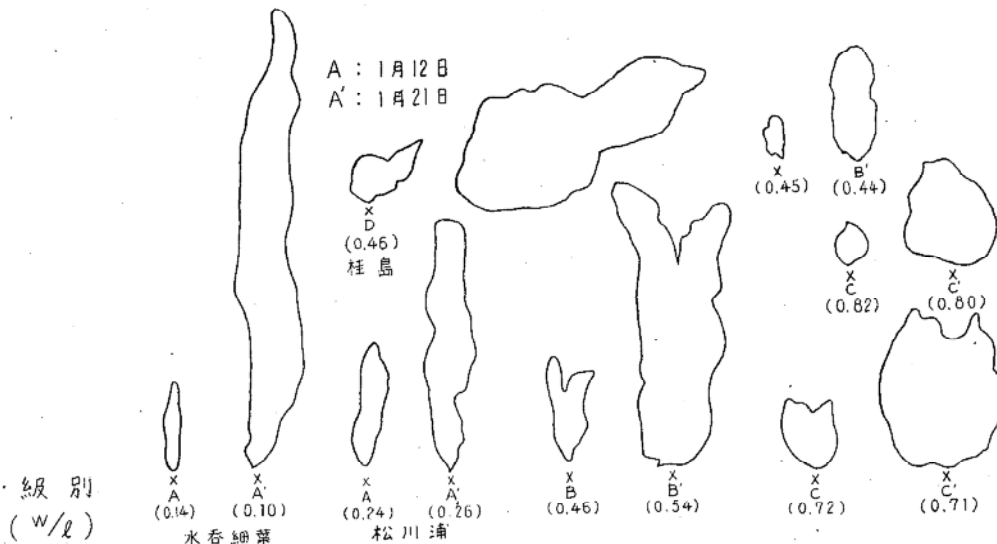 A : 1月12日
A' : 1月21日
x
D
(0.46)
桂島
x
(0.45)
x
B'
(0.44)
x
C
(0.82)
x
C'
(0.80)
級別
(W/l)
x
A
(0.14)
x
A'
(0.10)
水呑細葉
x
A
(0.24)
x
A'
(0.26)
松川浦
x
B
(0.46)
x
B'
(0.54)
x
C
(0.72)
x
C'
(0.71)